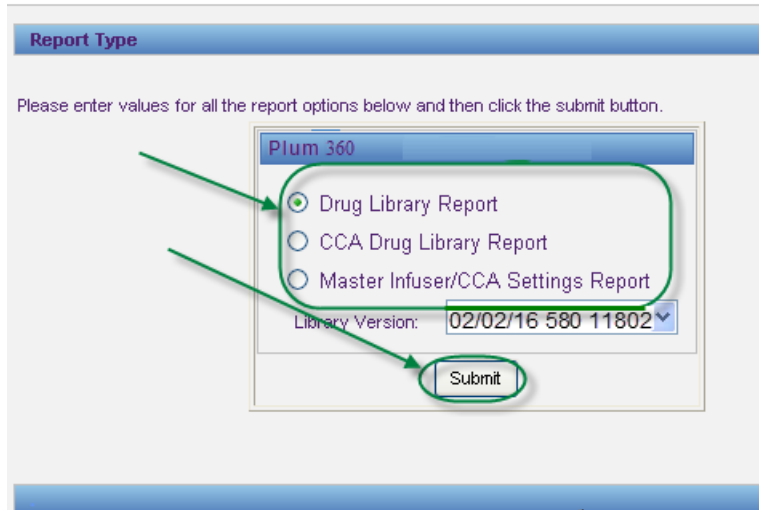 Report Type
Please enter values for all the report options below and then click the submit button.
Plum 360
Drug Library Report
CCA Drug Library Report
Master Infuser/CCA Settings Report
Library Version: 02/02/16 580 11802
Submit